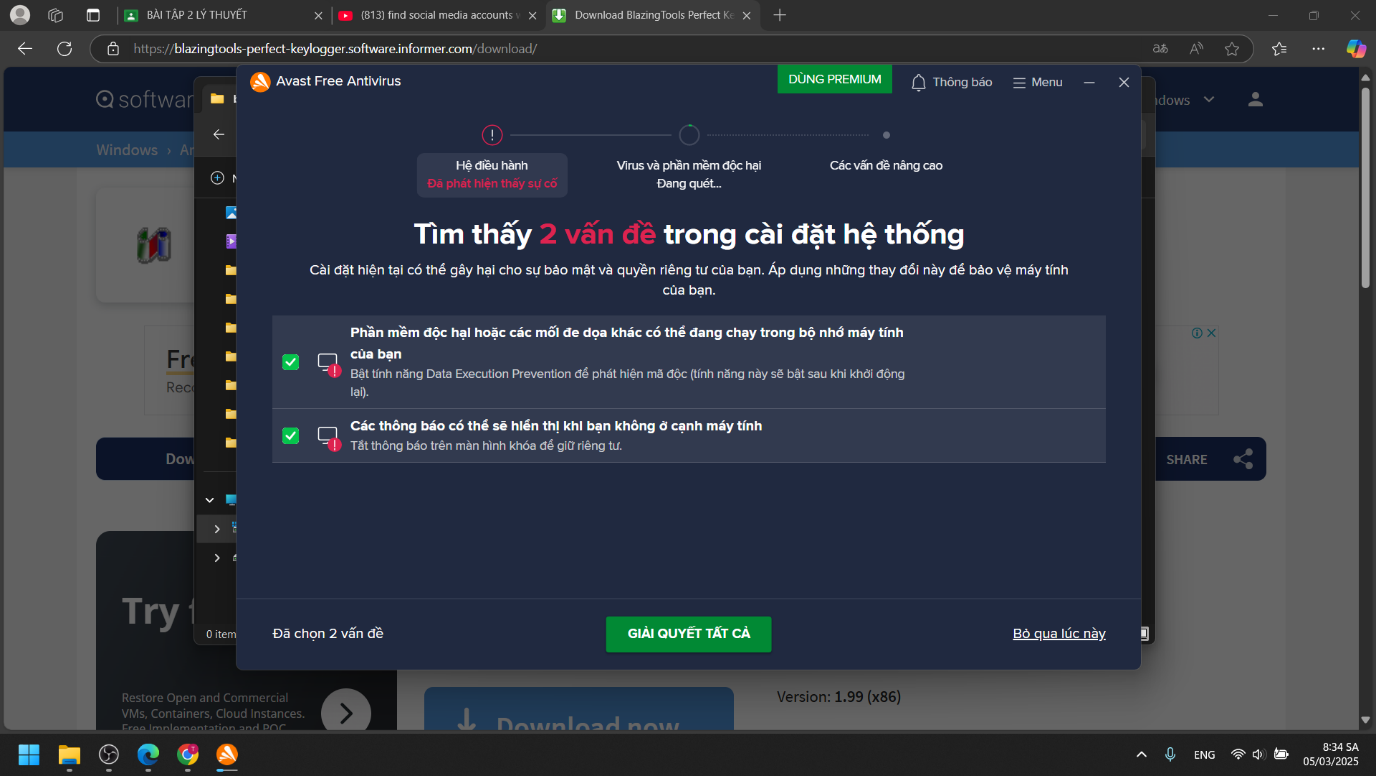 BÀI TẬP 2 LÝ THUYẾT
(813) find social media accounts
Download BlazingTools Perfect Ke
https://blazingtools-perfect-keylogger.software.informer.com/download/
Avast Free Antivirus
DÙNG PREMIUM
Thông báo
Menu
softwar
dows
Windows
›
Hệ điều hành
Đã phát hiện thấy sự cố
Virus và phần mềm độc hại
Đang quét...
Các vấn đề nâng cao
Tìm thấy 2 vấn đề trong cài đặt hệ thống
Cài đặt hiện tại có thể gây hại cho sự bảo mật và quyền riêng tư của bạn. Áp dụng những thay đổi này để bảo vệ máy tính
của bạn.
Phần mềm độc hại hoặc các mối đe dọa khác có thể đang chạy trong bộ nhớ máy tính
của bạn
Bật tính năng Data Execution Prevention để phát hiện mã độc (tính năng này sẽ bật sau khi khởi động
lại).
Các thông báo có thể sẽ hiển thị khi bạn không ở cạnh máy tính
Tắt thông báo trên màn hình khóa để giữ riêng tư.
Dow
SHARE
Try
0 item
Đã chọn 2 vấn đề
GIẢI QUYẾT TẤT CẢ
Bỏ qua lúc này
Restore Open and Commercial
VMs, Containers, Cloud Instances.
Free Implementation and POC
Download now
Version: 1.99 (x86)
ENG
8:34 SA
05/03/2025